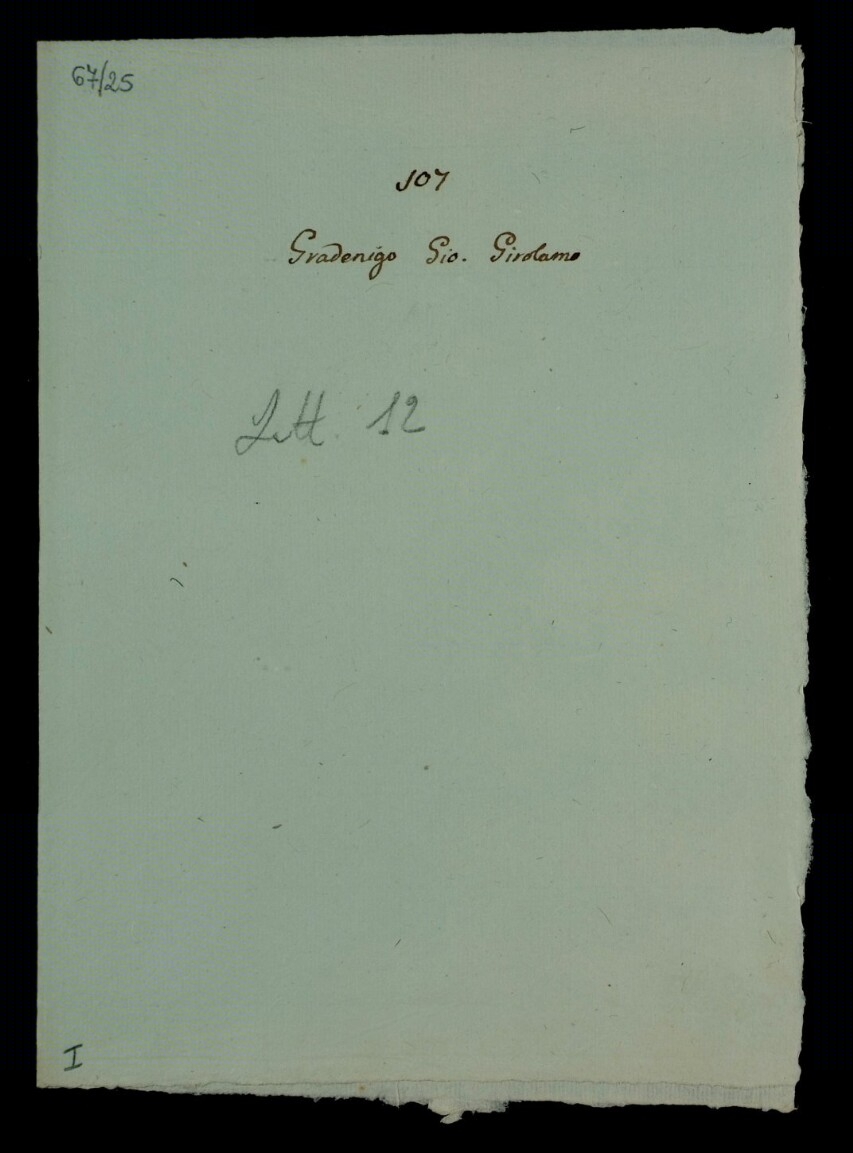 67/25
107
Gradenigo Gio. Girolamo
Lett. 12
I